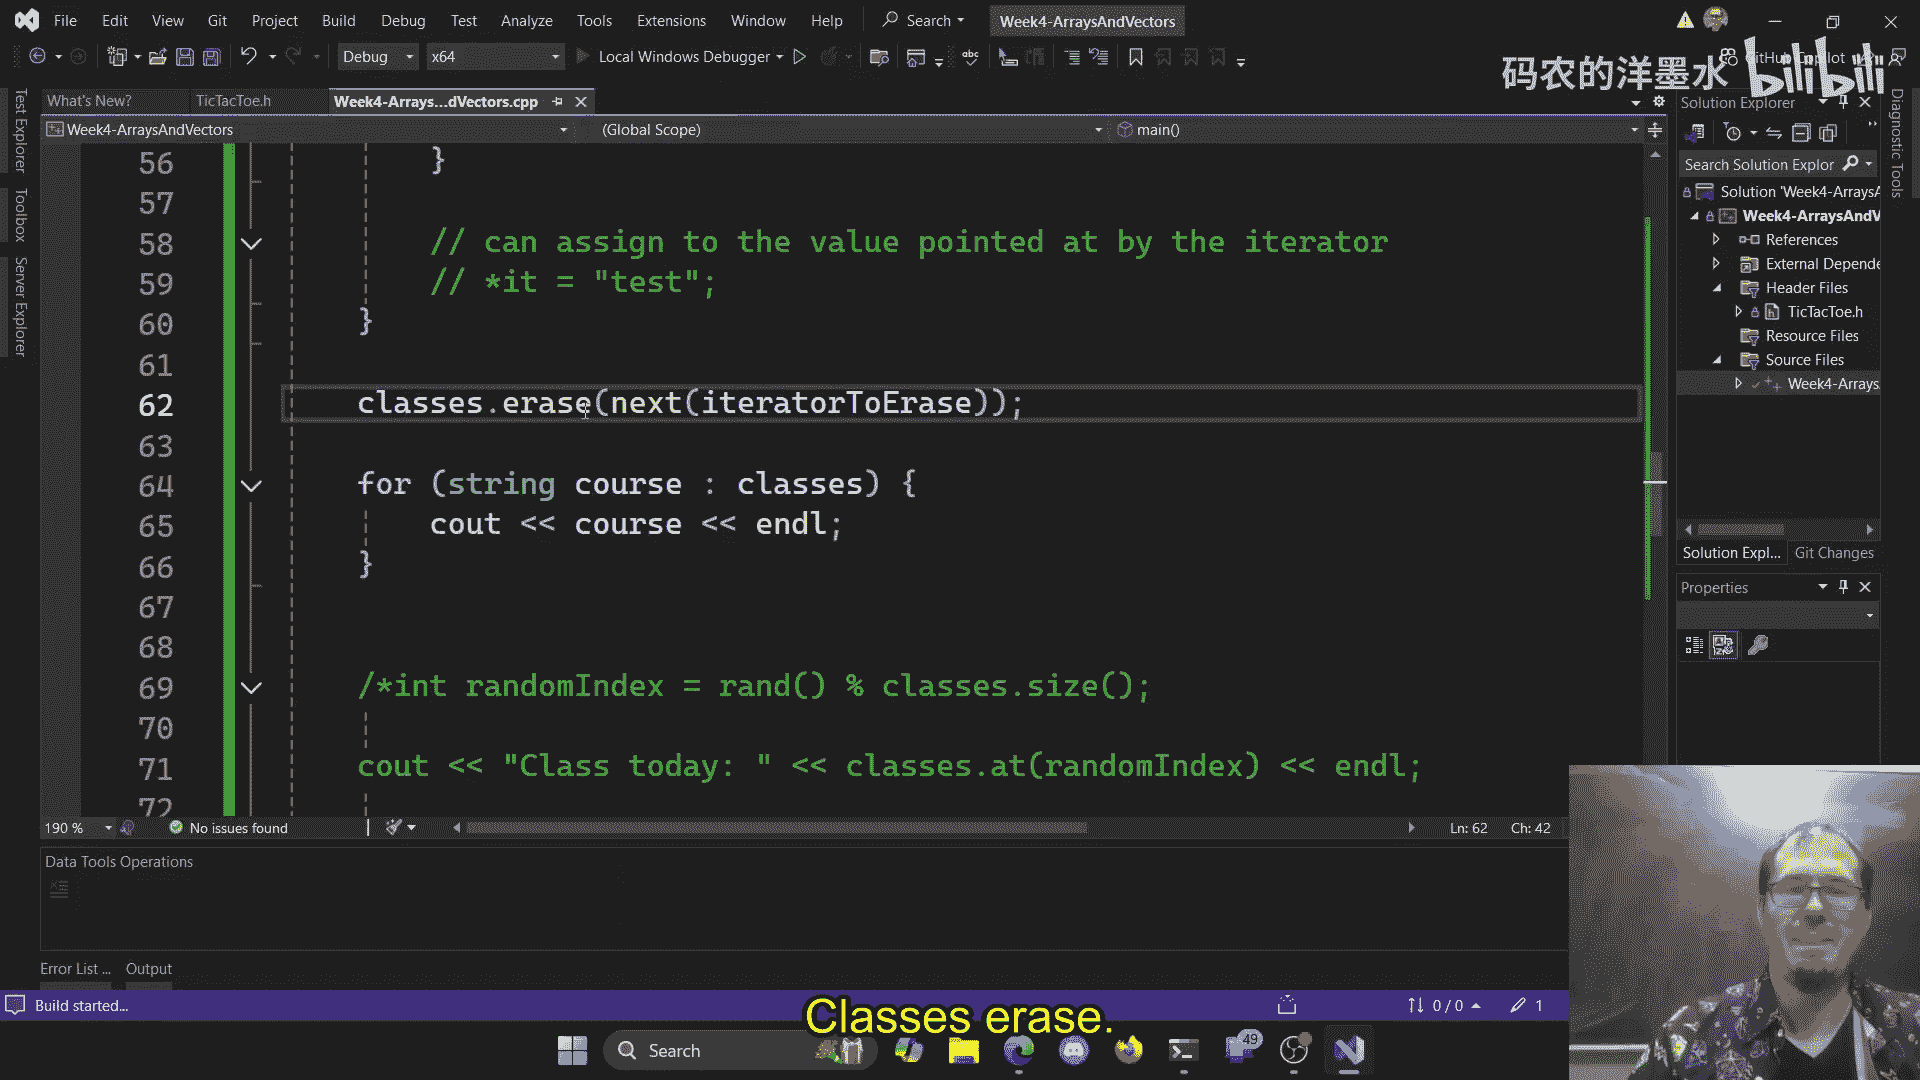 File Edit View Git Project Build Debug Test Analyze Tools Extensions Window Help Search Week4-ArraysAndVectors
Debug x64 Local Windows Debugger
码农的洋墨水 bilibili
What's New? TicTacToe.h Week4-Arrays...dVectors.cpp
Week4-ArraysAndVectors (Global Scope) main()
Test Explorer
Toolbox
Server Explorer
56 }
57
58 // can assign to the value pointed at by the iterator
59 // *it = "test";
60 }
61
62 classes.erase(next(iteratorToErase));
63
64 for (string course : classes) {
65 cout << course << endl;
66 }
67
68
69 /*int randomIndex = rand() % classes.size();
70
71 cout << "Class today: " << classes.at(randomIndex) << endl;
72
190 % No issues found Ln: 62 Ch: 42
Data Tools Operations
Error List ... Output
Build started... 0 / 0 1
Solution Explorer
Search Solution Explor
Solution 'Week4-ArraysA
Week4-ArraysAndV
References
External Depende
Header Files
TicTacToe.h
Resource Files
Source Files
Week4-Arrays
Solution Expl... Git Changes
Properties
Diagnostic Tools
Classes erase.
Search
49